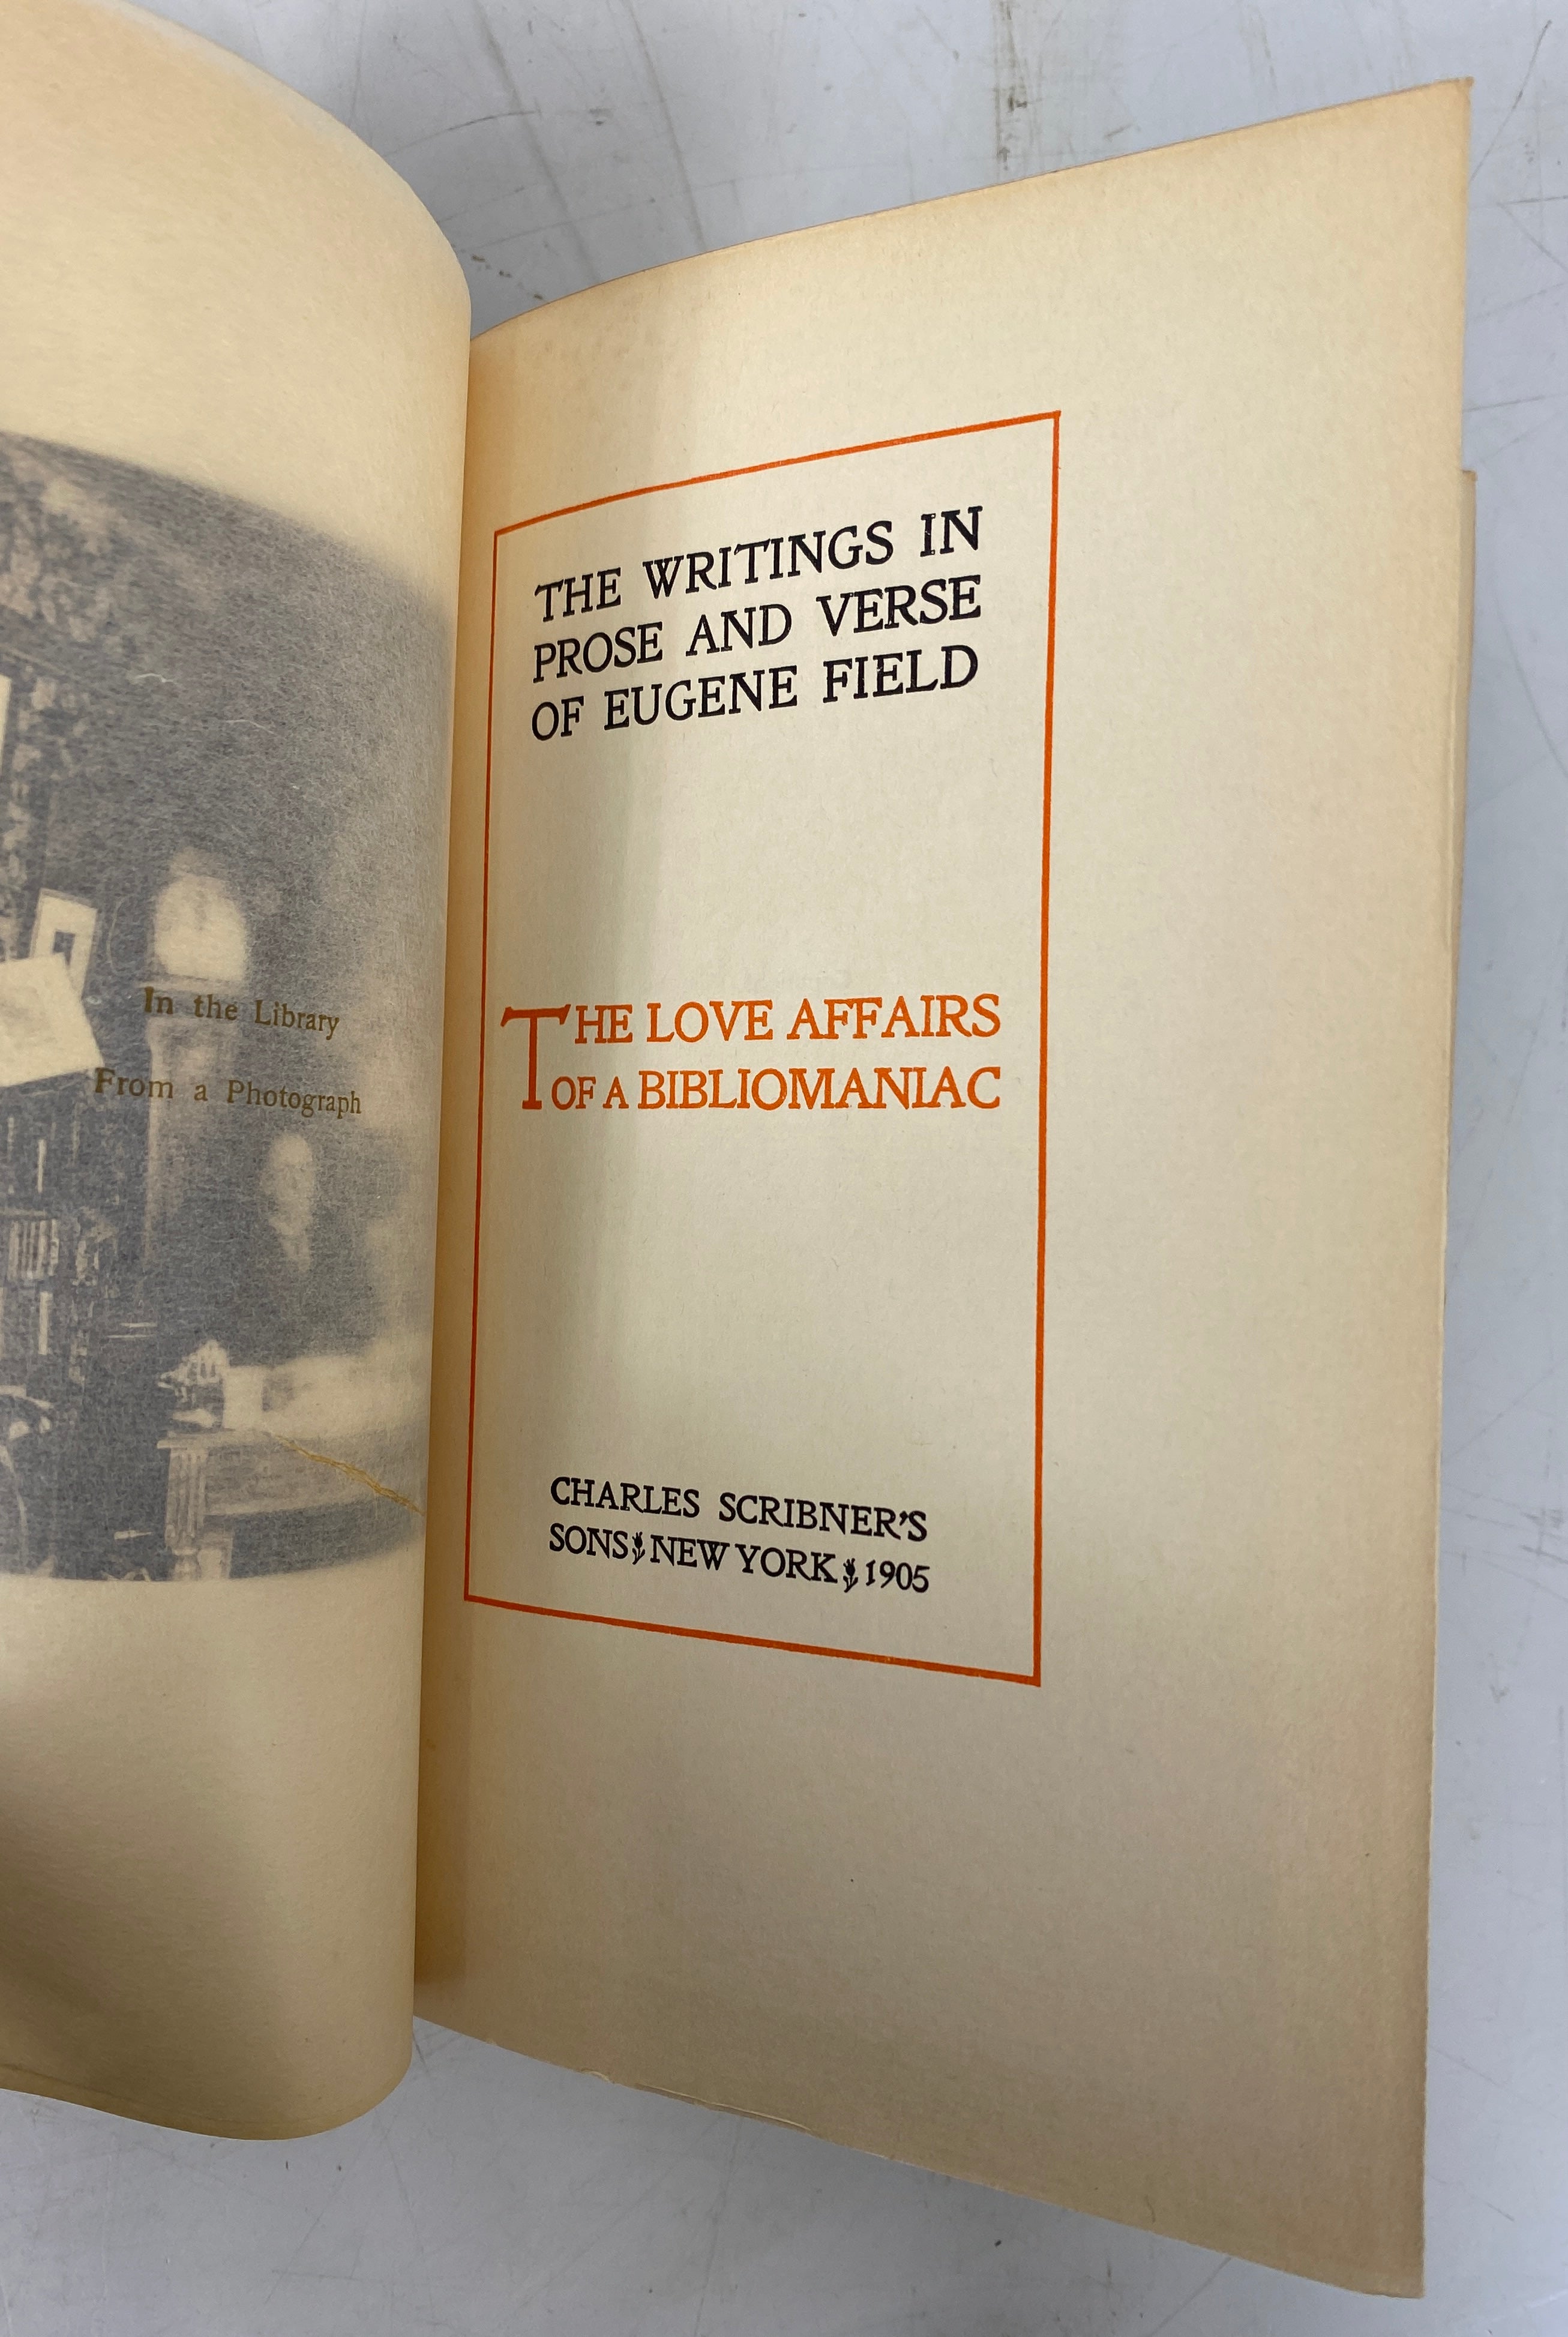 In the Library
From a Photograph
THE WRITINGS IN
PROSE AND VERSE
OF EUGENE FIELD
THE LOVE AFFAIRS
OF A BIBLIOMANIAC
CHARLES SCRIBNER'S
SONS NEW YORK 1905